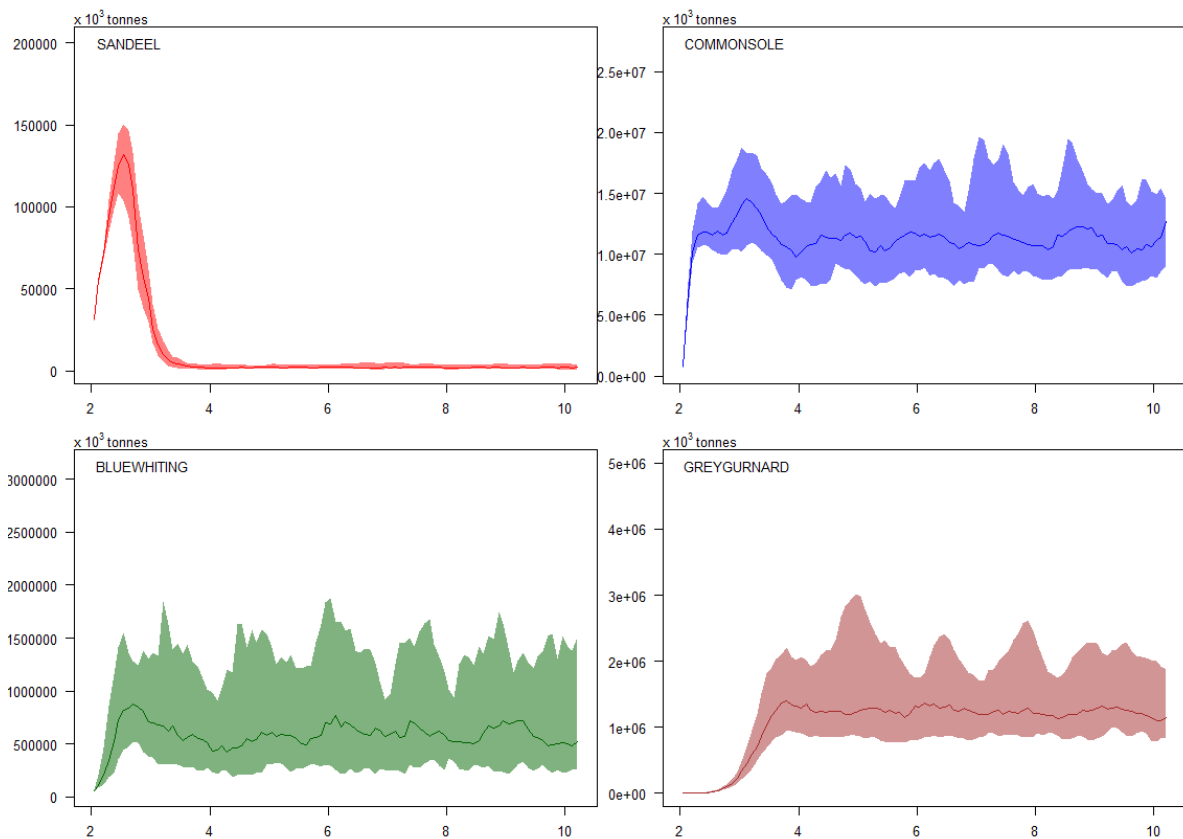 x 10³ tonnes
SANDEEL
200000
150000
100000
50000
0
2 4 6 8 10
x 10³ tonnes
COMMONSOLE
2.5e+07
2.0e+07
1.5e+07
1.0e+07
5.0e+06
0.0e+00
2 4 6 8 10
x 10³ tonnes
BLUEWHITING
3000000
2500000
2000000
1500000
1000000
500000
0
2 4 6 8 10
x 10³ tonnes
GREYGURNARD
5e+06
4e+06
3e+06
2e+06
1e+06
0e+00
2 4 6 8 10